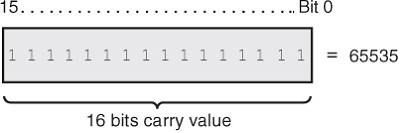 15............................Bit 0
1 1 1 1 1 1 1 1 1 1 1 1 1 1 1 1 = 65535
16 bits carry value